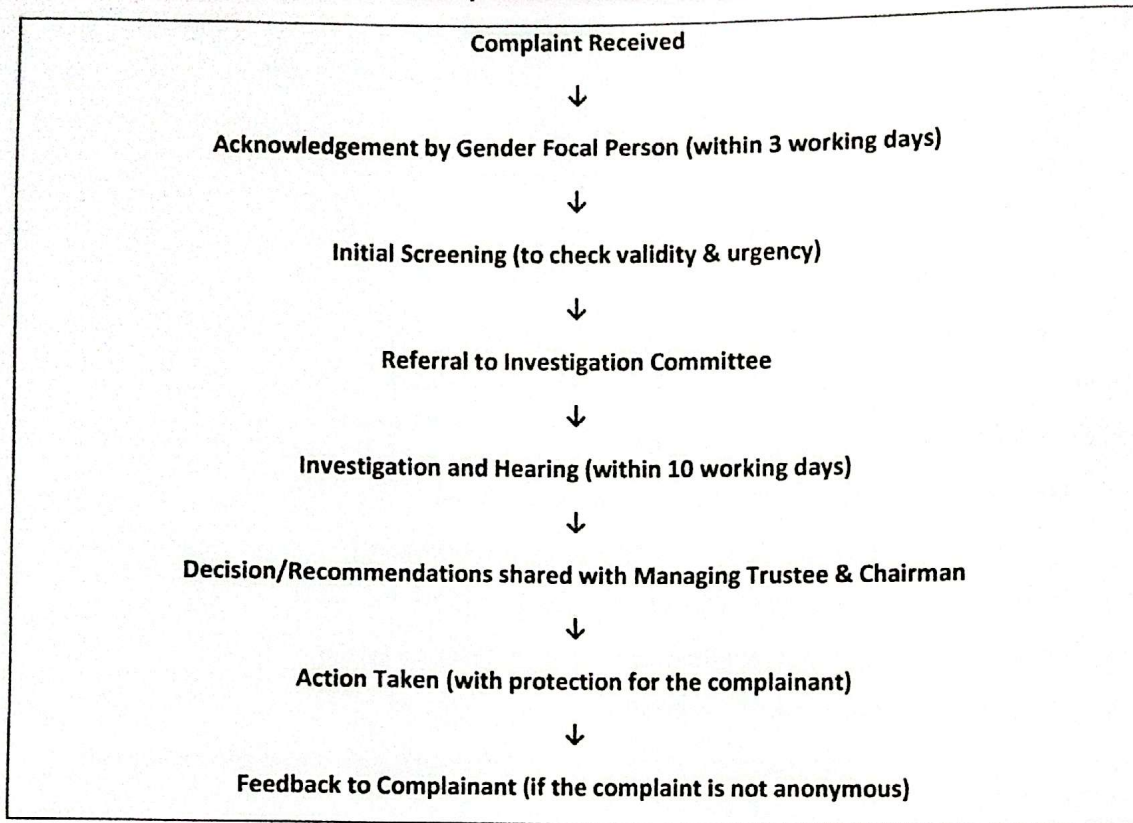 Complaint Received
↓
Acknowledgement by Gender Focal Person (within 3 working days)
↓
Initial Screening (to check validity & urgency)
↓
Referral to Investigation Committee
↓
Investigation and Hearing (within 10 working days)
↓
Decision/Recommendations shared with Managing Trustee & Chairman
↓
Action Taken (with protection for the complainant)
↓
Feedback to Complainant (if the complaint is not anonymous)